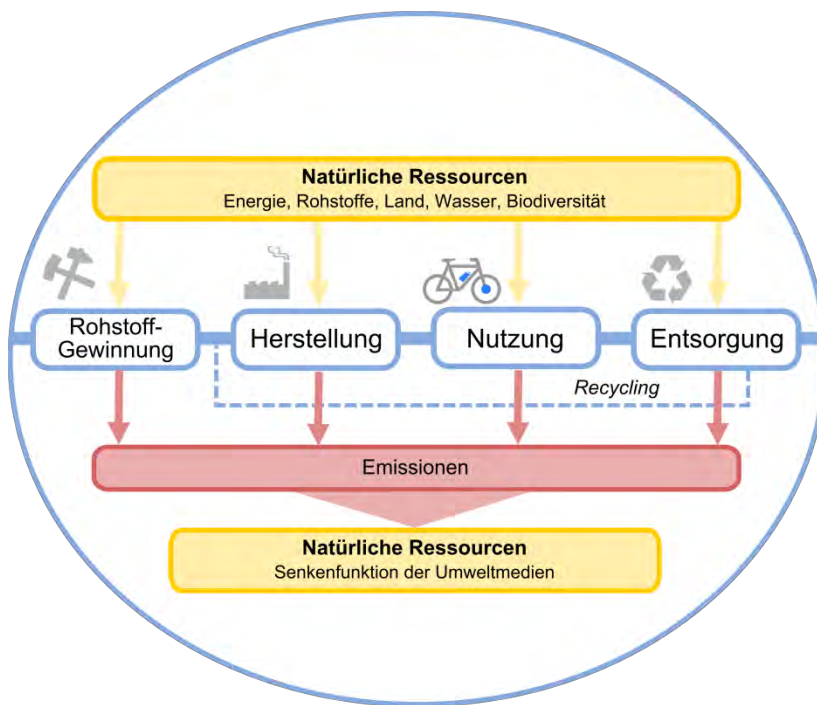 Natürliche Ressourcen
Energie, Rohstoffe, Land, Wasser, Biodiversität
Rohstoff-
Gewinnung
Herstellung
Nutzung
Entsorgung
Recycling
Emissionen
Natürliche Ressourcen
Senkenfunktion der Umweltmedien